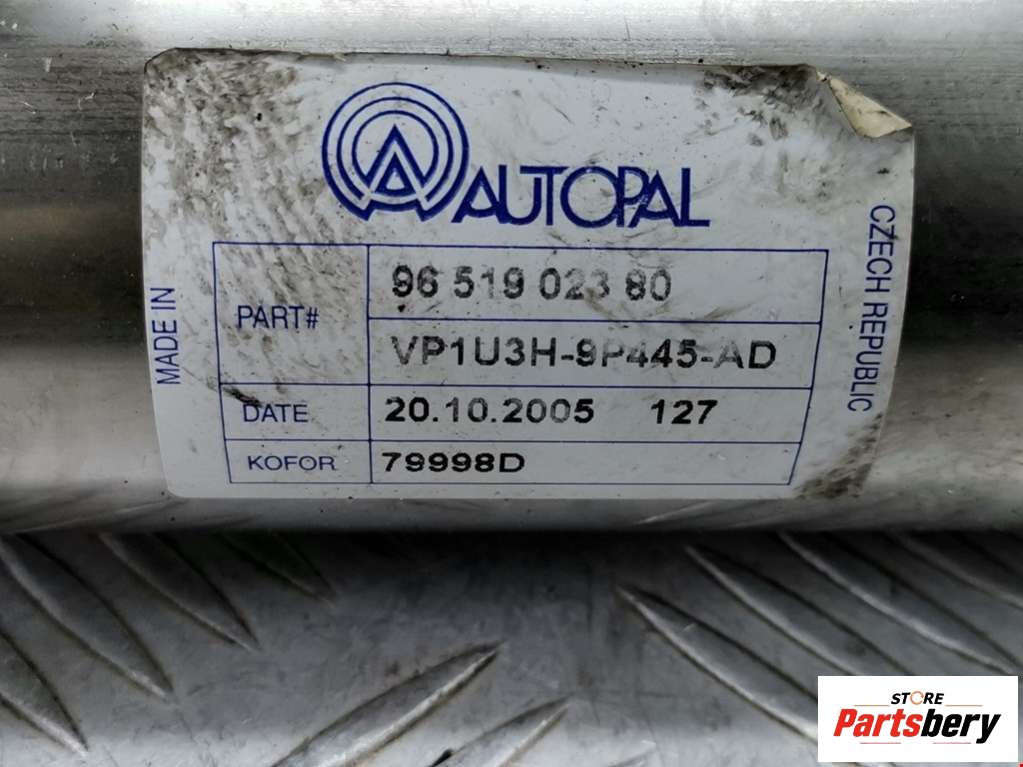 AUTOPAL
MADE IN
PART#
96 519 023 80
VP1U3H-9P445-AD
DATE
20.10.2005 127
KOFOR
79998D
CZECH REPUBLIC
STORE
Partsbery